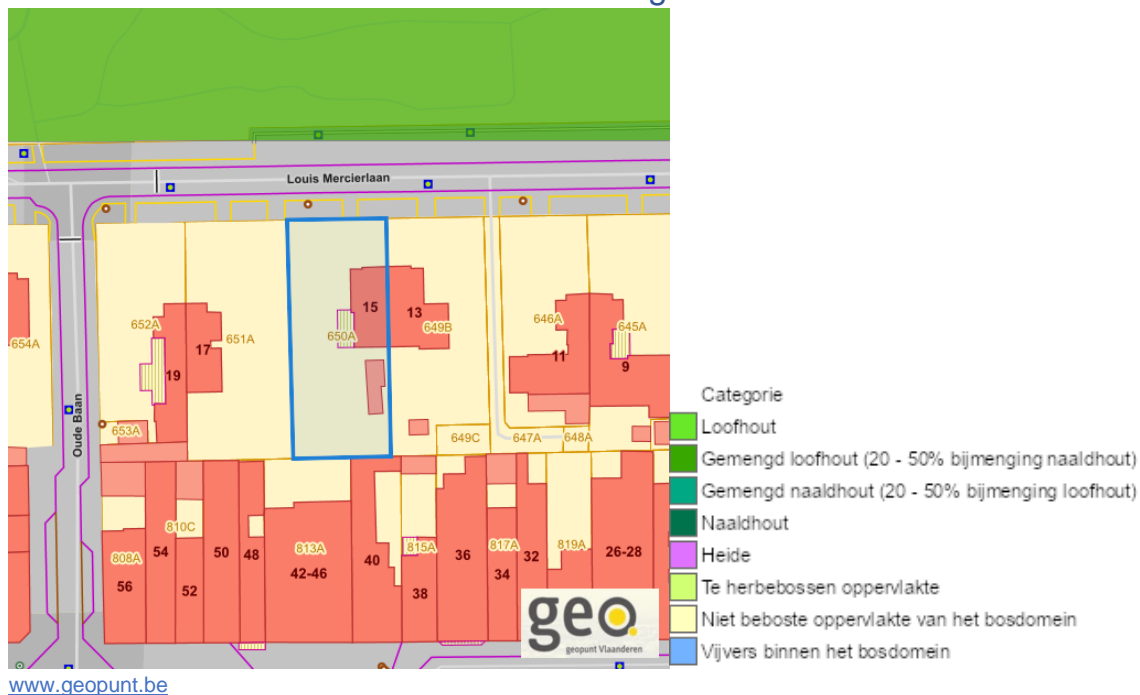 Louis Mercierlaan
Oude Baan
654A
652A
19
17
651A
653A
650A
15
13
649B
649C
646A
11
645A
9
647A
648A
808A
56
54
810C
52
50
48
813A
42-46
40
815A
38
36
817A
34
32
819A
26-28
geo.
geopunt Vlaanderen
Categorie
Loofhout
Gemengd loofhout (20 - 50% bijmenging naaldhout)
Gemengd naaldhout (20 - 50% bijmenging loofhout)
Naaldhout
Heide
Te herbebossen oppervlakte
Niet beboste oppervlakte van het bosdomein
Vijvers binnen het bosdomein
www.geopunt.be